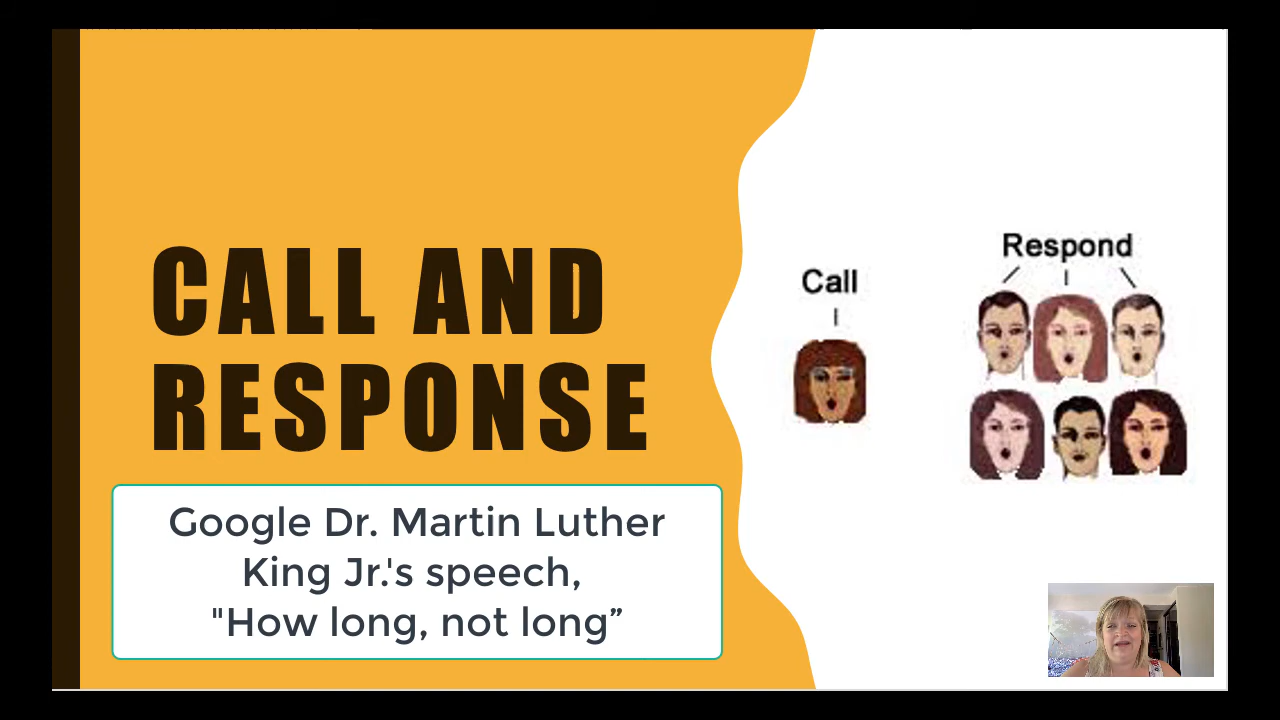 CALL AND
RESPONSE
Google Dr. Martin Luther
King Jr.'s speech,
"How long, not long”
Call
Respond